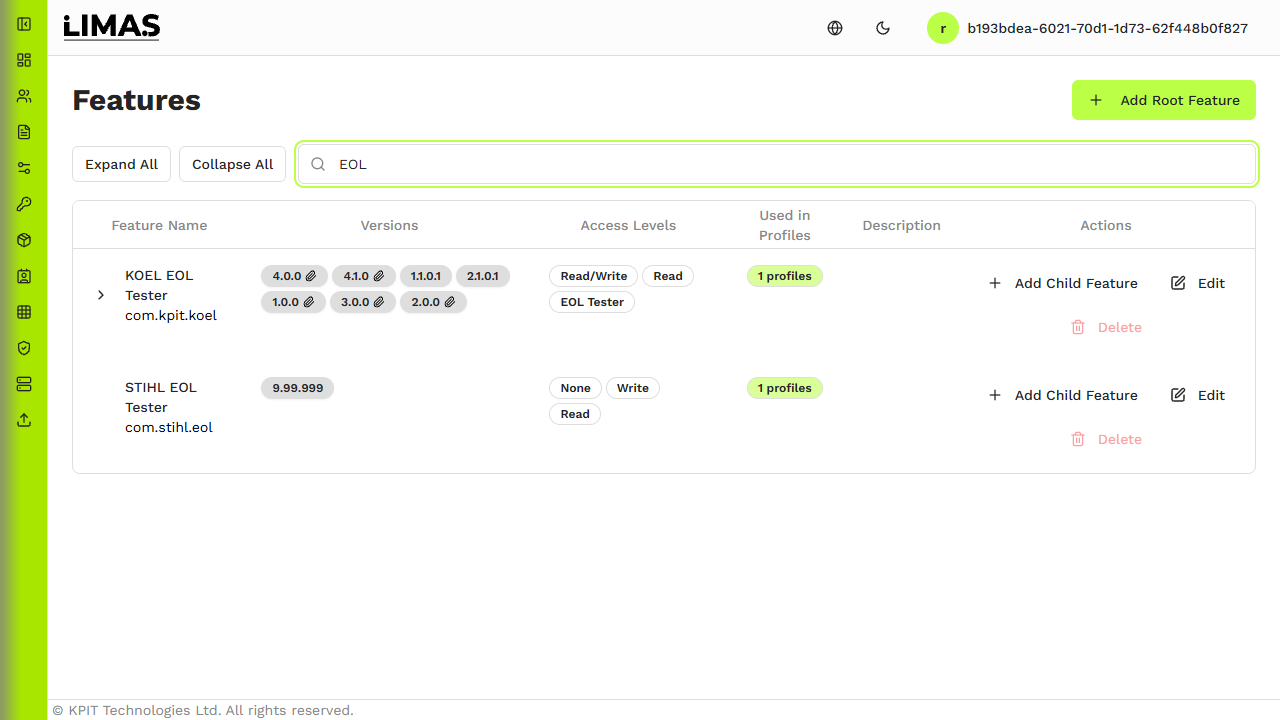 LIMAS
r
b193bdea-6021-70d1-1d73-62f448b0f827
Features
Add Root Feature
Expand All
Collapse All
EOL
Feature Name
Versions
Access Levels
Used in
Profiles
Description
Actions
KOEL EOL
Tester
com.kpit.koel
4.0.0
4.1.0
1.1.0.1
2.1.0.1
1.0.0
3.0.0
2.0.0
Read/Write
Read
EOL Tester
1 profiles
Add Child Feature
Edit
Delete
STIHL EOL
Tester
com.stihl.eol
9.99.999
None
Write
Read
1 profiles
Add Child Feature
Edit
Delete
© KPIT Technologies Ltd. All rights reserved.